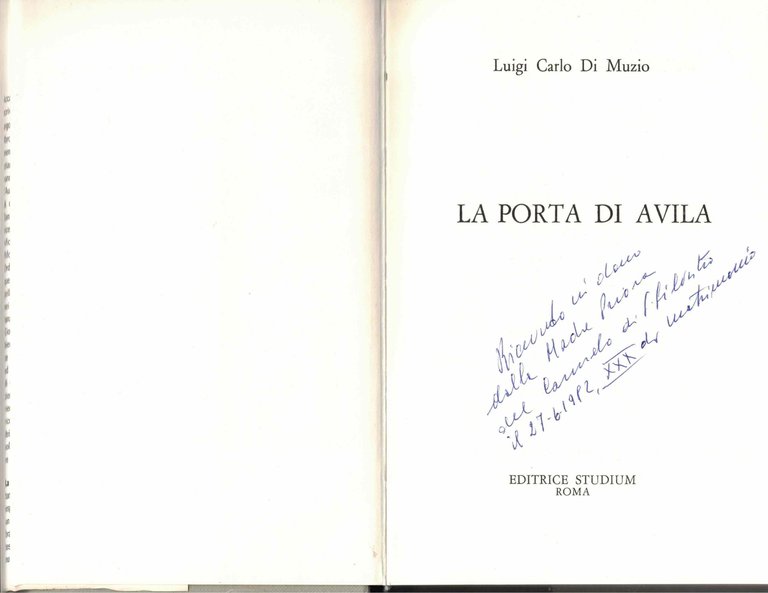 Luigi Carlo Di Muzio
LA PORTA DI AVILA
Ricevuto in dono
dalla Madre Priora
del Carmelo di
il 27-6-1982, XXX di matrimonio
EDITRICE STUDIUM
ROMA